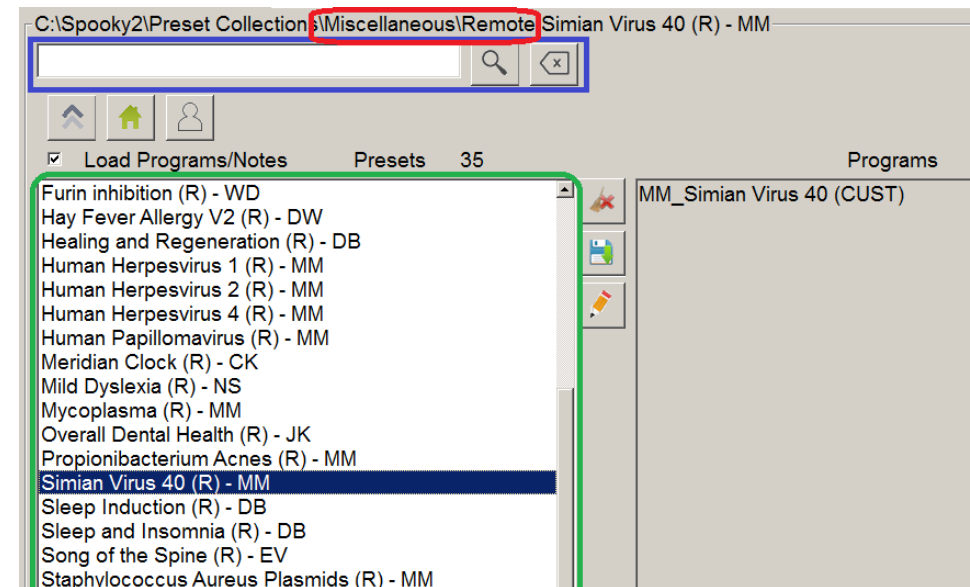 C:\Spooky2\Preset Collections\Miscellaneous\Remote Simian Virus 40 (R) - MM
Load Programs/Notes Presets 35 Programs
Furin inhibition (R) - WD
Hay Fever Allergy V2 (R) - DW
Healing and Regeneration (R) - DB
Human Herpesvirus 1 (R) - MM
Human Herpesvirus 2 (R) - MM
Human Herpesvirus 4 (R) - MM
Human Papillomavirus (R) - MM
Meridian Clock (R) - CK
Mild Dyslexia (R) - NS
Mycoplasma (R) - MM
Overall Dental Health (R) - JK
Propionibacterium Acnes (R) - MM
Simian Virus 40 (R) - MM
Sleep Induction (R) - DB
Sleep and Insomnia (R) - DB
Song of the Spine (R) - EV
Staphylococcus Aureus Plasmids (R) - MM
MM_Simian Virus 40 (CUST)